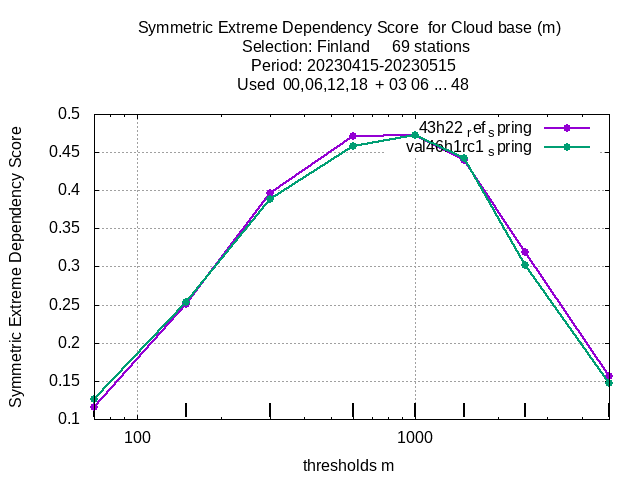 Symmetric Extreme Dependency Score for Cloud base (m)
Selection: Finland 69 stations
Period: 20230415-20230515
Used 00,06,12,18 + 03 06 ... 48
Symmetric Extreme Dependency Score
0.5
0.45
0.4
0.35
0.3
0.25
0.2
0.15
0.1
43h22 ref spring
val46h1rc1 spring
100
1000
thresholds m